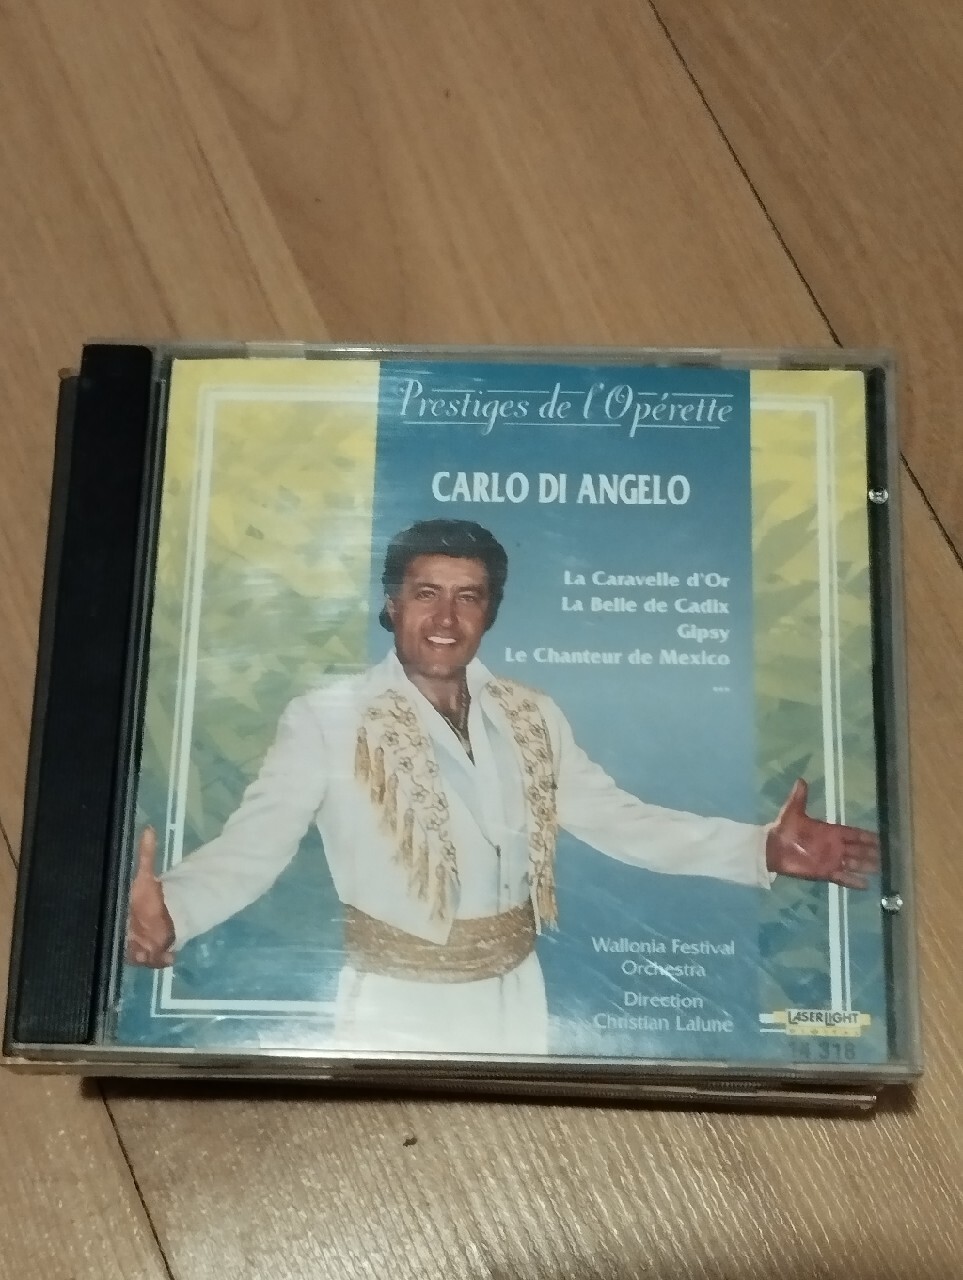 Prestiges de l'Opérette
CARLO DI ANGELO
La Caravelle d'Or
La Belle de Cadix
Gipsy
Le Chanteur de Mexico
...
Wallonia Festival
Orchestra
Direction
Christian Lalune
LASERLIGHT
DIGITAL
14 318